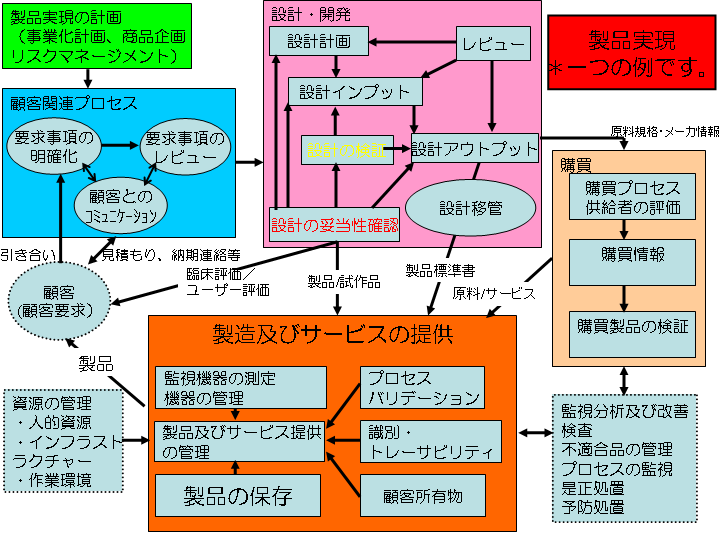 製品実現の計画
（事業化計画、商品企画
リスクマネージメント）
設計・開発
設計計画
レビュー
設計インプット
設計の検証
設計アウトプット
設計移管
設計の妥当性確認
製品実現
＊一つの例です。
顧客関連プロセス
要求事項の
明確化
要求事項の
レビュー
顧客との
コミュニケーション
原料規格・メーカ情報
購買
購買プロセス
供給者の評価
購買情報
購買製品の検証
引き合い
見積もり、納期連絡等
臨床評価／
ユーザー評価
製品/試作品
製品標準書
原料/サービス
顧客
(顧客要求）
製品
製造及びサービスの提供
監視機器の測定
機器の管理
プロセス
バリデーション
製品及びサービス提供
の管理
識別・
トレーサビリティ
製品の保存
顧客所有物
資源の管理
・人的資源
・インフラスト
ラクチャー
・作業環境
監視分析及び改善
検査
不適合品の管理
プロセスの監視
是正処置
予防処置